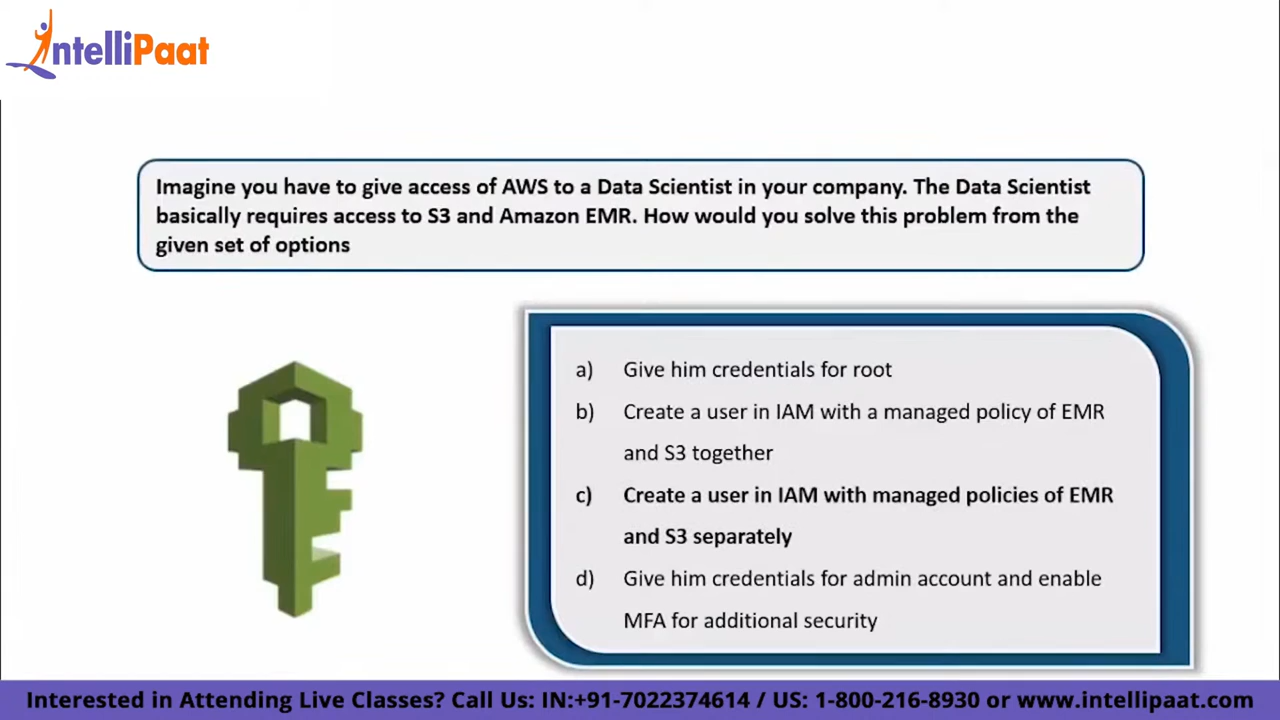 IntelliPaat
Imagine you have to give access of AWS to a Data Scientist in your company. The Data Scientist
basically requires access to S3 and Amazon EMR. How would you solve this problem from the
given set of options
a) Give him credentials for root
b) Create a user in IAM with a managed policy of EMR
and S3 together
c) Create a user in IAM with managed policies of EMR
and S3 separately
d) Give him credentials for admin account and enable
MFA for additional security
Interested in Attending Live Classes? Call Us: IN:+91-7022374614 / US: 1-800-216-8930 or www.intellipaat.com